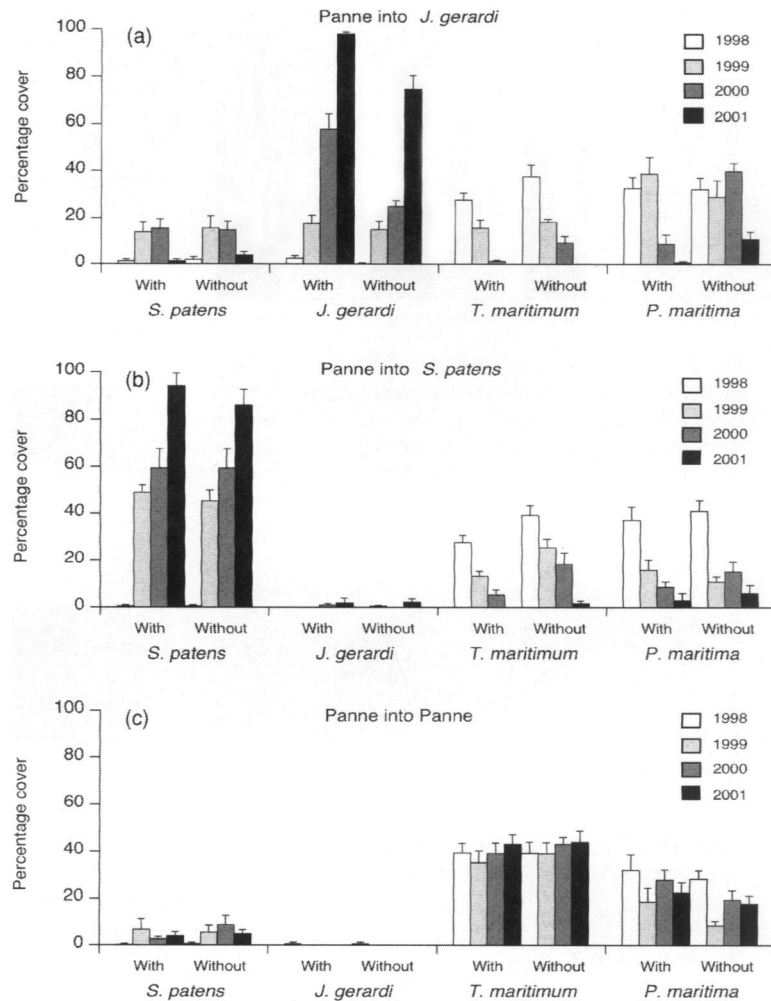 Panne into J. gerardi
(a)
1998
1999
2000
2001
Percentage cover
100
80
60
40
20
0
With Without With Without With Without With Without
S. patens J. gerardi T. maritimum P. maritima
Panne into S. patens
(b)
1998
1999
2000
2001
Percentage cover
100
80
60
40
20
0
With Without With Without With Without With Without
S. patens J. gerardi T. maritimum P. maritima
Panne into Panne
(c)
1998
1999
2000
2001
Percentage cover
100
80
60
40
20
0
With Without With Without With Without With Without
S. patens J. gerardi T. maritimum P. maritima